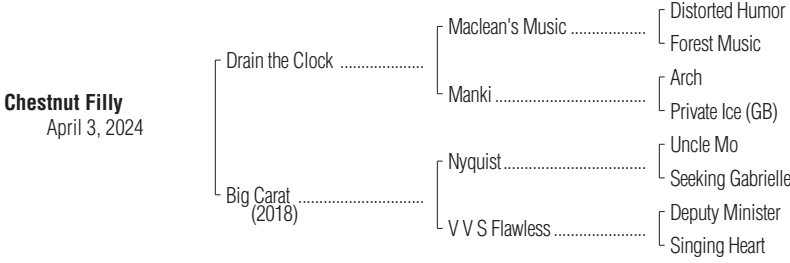 Distorted Humor
Maclean's Music ..................
Forest Music
Drain the Clock .................
Arch
Manki ..............................
Private Ice (GB)
Chestnut Filly
April 3, 2024
Uncle Mo
Nyquist............................
Seeking Gabrielle
Big Carat .........................
(2018)
Deputy Minister
V V S Flawless ...................
Singing Heart